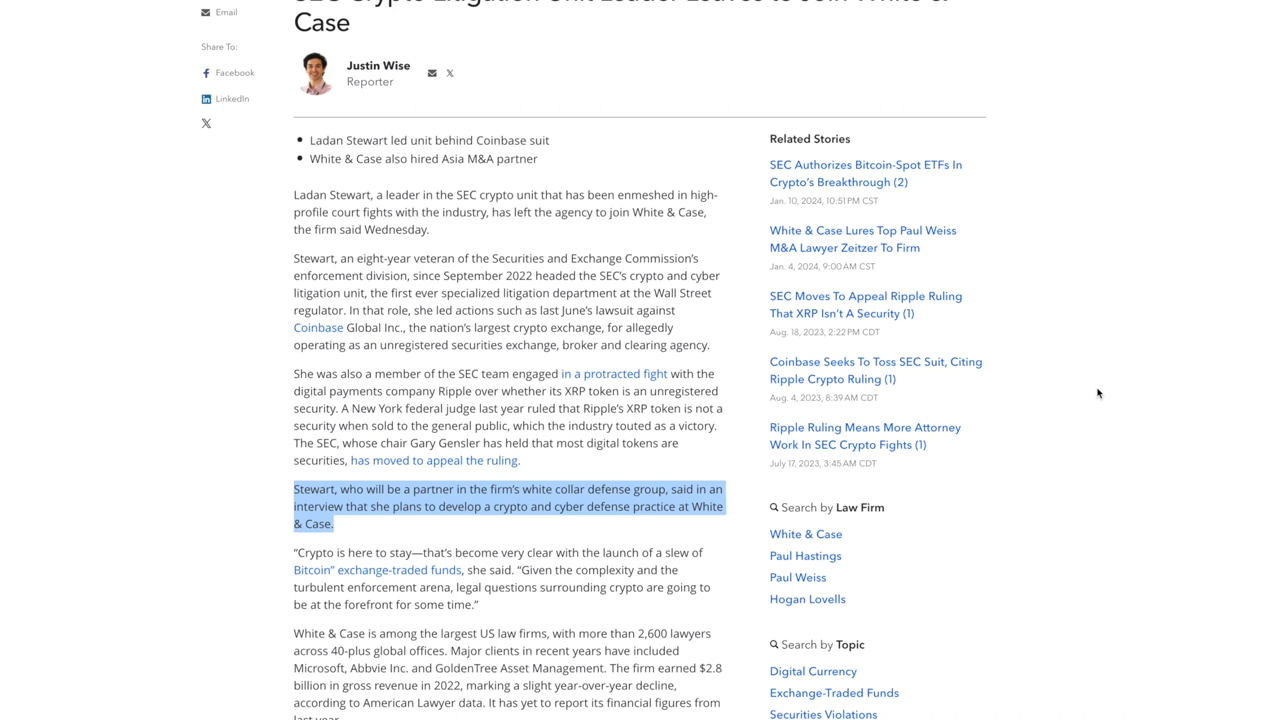 SEC Crypto Litigation Unit Leader Leaves to Join White &
Case
Email
Share To:
Facebook
LinkedIn
Justin Wise
Reporter
Ladan Stewart led unit behind Coinbase suit
White & Case also hired Asia M&A partner
Ladan Stewart, a leader in the SEC crypto unit that has been enmeshed in high-
profile court fights with the industry, has left the agency to join White & Case,
the firm said Wednesday.
Stewart, an eight-year veteran of the Securities and Exchange Commission’s
enforcement division, since September 2022 headed the SEC’s crypto and cyber
litigation unit, the first ever specialized litigation department at the Wall Street
regulator. In that role, she led actions such as last June’s lawsuit against
Coinbase Global Inc., the nation’s largest crypto exchange, for allegedly
operating as an unregistered securities exchange, broker and clearing agency.
She was also a member of the SEC team engaged in a protracted fight with the
digital payments company Ripple over whether its XRP token is an unregistered
security. A New York federal judge last year ruled that Ripple’s XRP token is not a
security when sold to the general public, which the industry touted as a victory.
The SEC, whose chair Gary Gensler has held that most digital tokens are
securities, has moved to appeal the ruling.
Stewart, who will be a partner in the firm’s white collar defense group, said in an
interview that she plans to develop a crypto and cyber defense practice at White
& Case.
“Crypto is here to stay—that’s become very clear with the launch of a slew of
Bitcoin” exchange-traded funds, she said. “Given the complexity and the
turbulent enforcement arena, legal questions surrounding crypto are going to
be at the forefront for some time.”
White & Case is among the largest US law firms, with more than 2,600 lawyers
across 40-plus global offices. Major clients in recent years have included
Microsoft, Abbvie Inc. and GoldenTree Asset Management. The firm earned $2.8
billion in gross revenue in 2022, marking a slight year-over-year decline,
according to American Lawyer data. It has yet to report its financial figures from
last year.
Related Stories
SEC Authorizes Bitcoin-Spot ETFs In
Crypto’s Breakthrough (2)
Jan. 10, 2024, 10:51 PM CST
White & Case Lures Top Paul Weiss
M&A Lawyer Zeitzer To Firm
Jan. 4, 2024, 9:00 AM CST
SEC Moves To Appeal Ripple Ruling
That XRP Isn’t A Security (1)
Aug. 18, 2023, 2:22 PM CDT
Coinbase Seeks To Toss SEC Suit, Citing
Ripple Crypto Ruling (1)
Aug. 4, 2023, 8:39 AM CDT
Ripple Ruling Means More Attorney
Work In SEC Crypto Fights (1)
July 17, 2023, 3:45 AM CDT
Search by Law Firm
White & Case
Paul Hastings
Paul Weiss
Hogan Lovells
Search by Topic
Digital Currency
Exchange-Traded Funds
Securities Violations